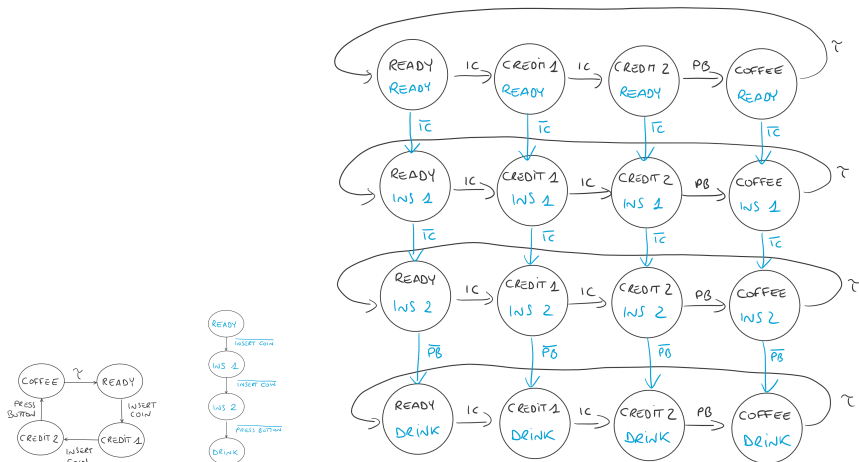 τ
READY
READY
IC
CREDIT 1
READY
IC
CREDIT 2
READY
PB
COFFEE
READY
IC
IC
IC
IC
τ
READY
INS 1
IC
CREDIT 1
INS 1
IC
CREDIT 2
INS 1
PB
COFFEE
INS 1
IC
IC
IC
IC
τ
READY
INS 2
IC
CREDIT 1
INS 2
IC
CREDIT 2
INS 2
PB
COFFEE
INS 2
PB
PB
PB
PB
τ
READY
DRINK
IC
CREDIT 1
DRINK
IC
CREDIT 2
DRINK
PB
COFFEE
DRINK
COFFEE
τ
READY
PRESS
BUTTON
INSERT
COIN
CREDIT 2
CREDIT 1
INSERT
COIN
READY
INSERT COIN
INS 1
INSERT COIN
INS 2
PRESS BUTTON
DRINK